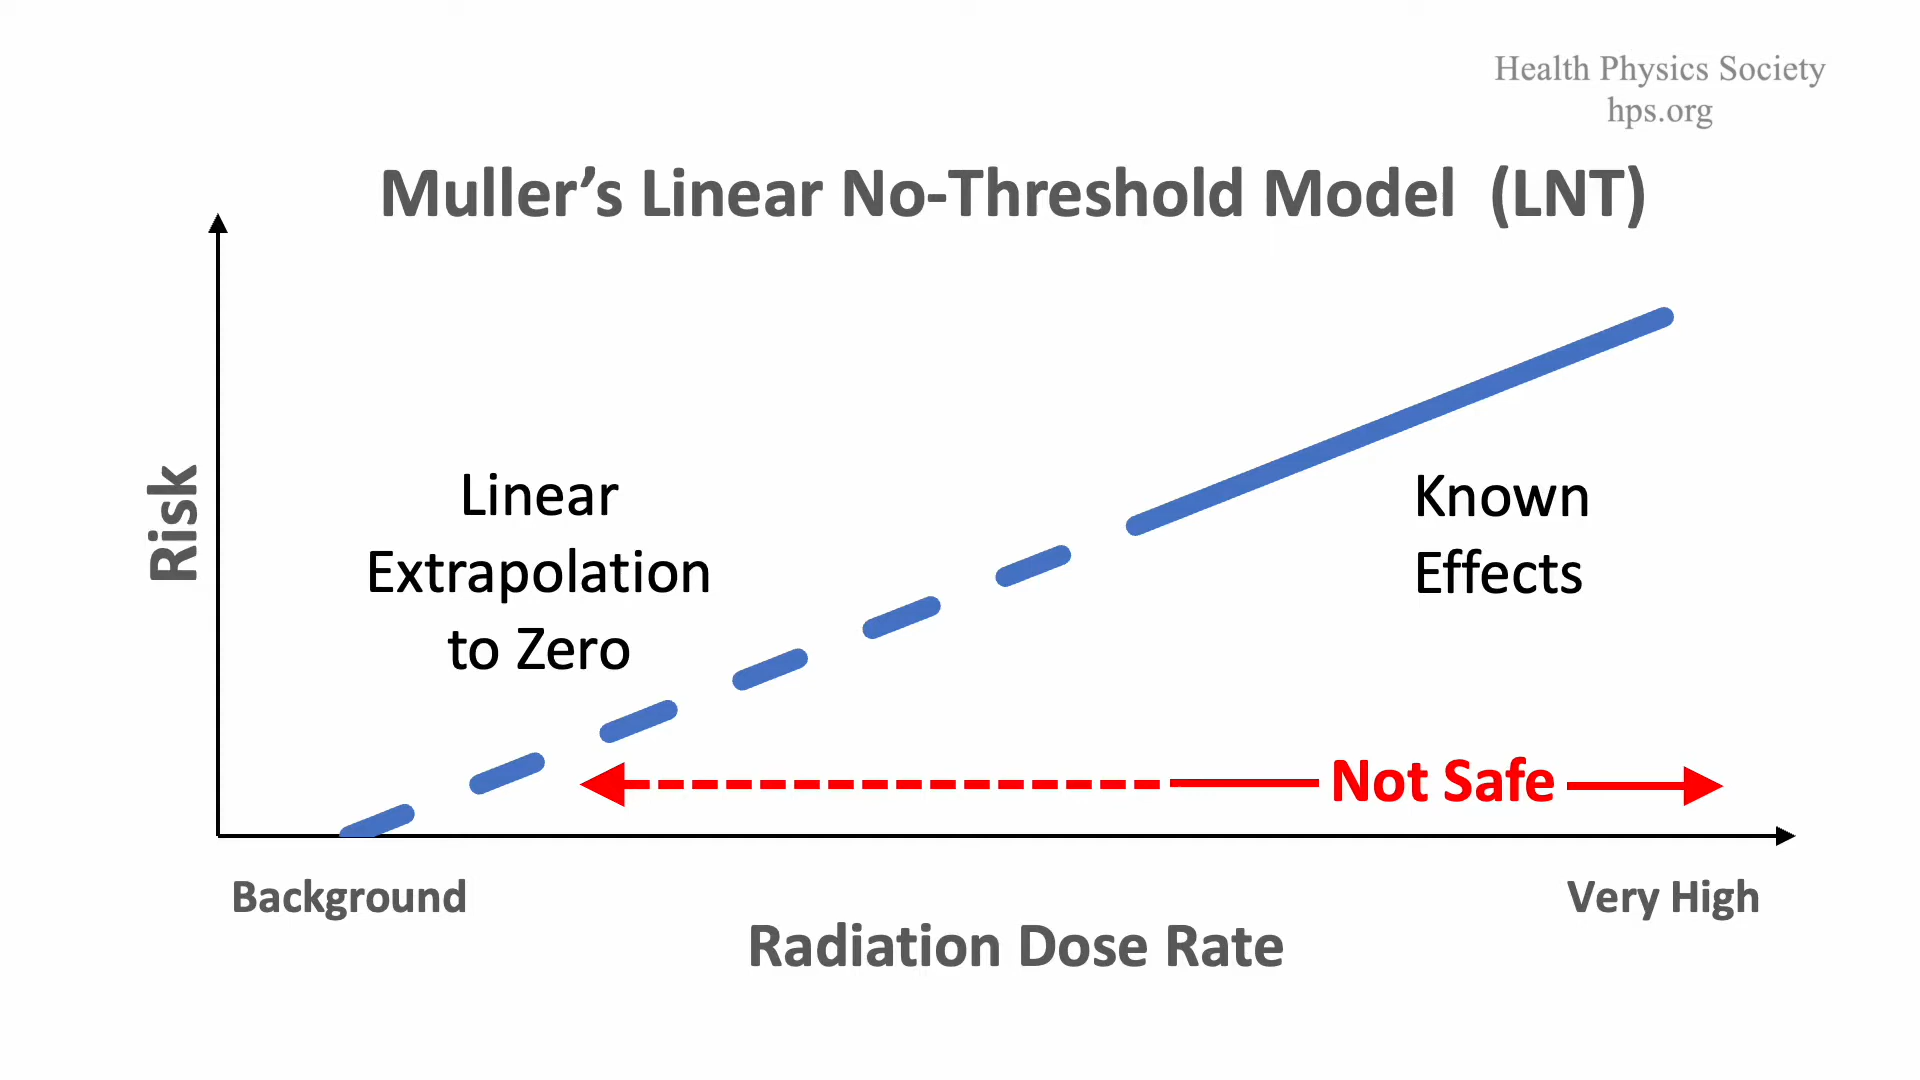 Health Physics Society
hps.org
Muller’s Linear No-Threshold Model (LNT)
Risk
Linear
Extrapolation
to Zero
Known
Effects
Not Safe
Background
Very High
Radiation Dose Rate